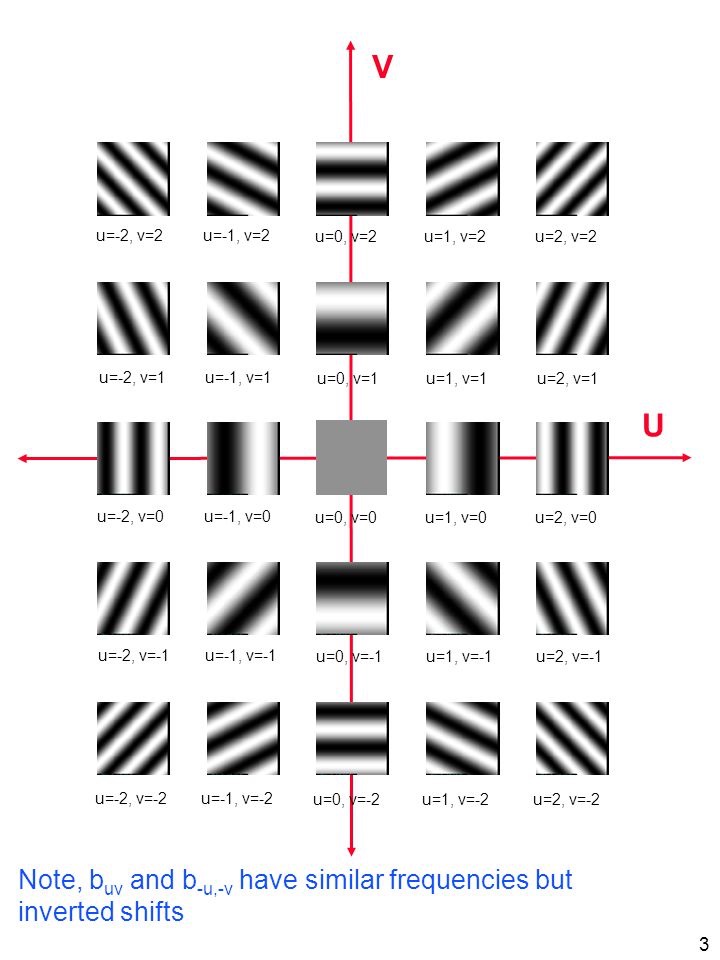 V
u=-2, v=2 u=-1, v=2 u=0, v=2 u=1, v=2 u=2, v=2
u=-2, v=1 u=-1, v=1 u=0, v=1 u=1, v=1 u=2, v=1
U
u=-2, v=0 u=-1, v=0 u=0, v=0 u=1, v=0 u=2, v=0
u=-2, v=-1 u=-1, v=-1 u=0, v=-1 u=1, v=-1 u=2, v=-1
u=-2, v=-2 u=-1, v=-2 u=0, v=-2 u=1, v=-2 u=2, v=-2
Note, buv and b-u,-v have similar frequencies but
inverted shifts
3